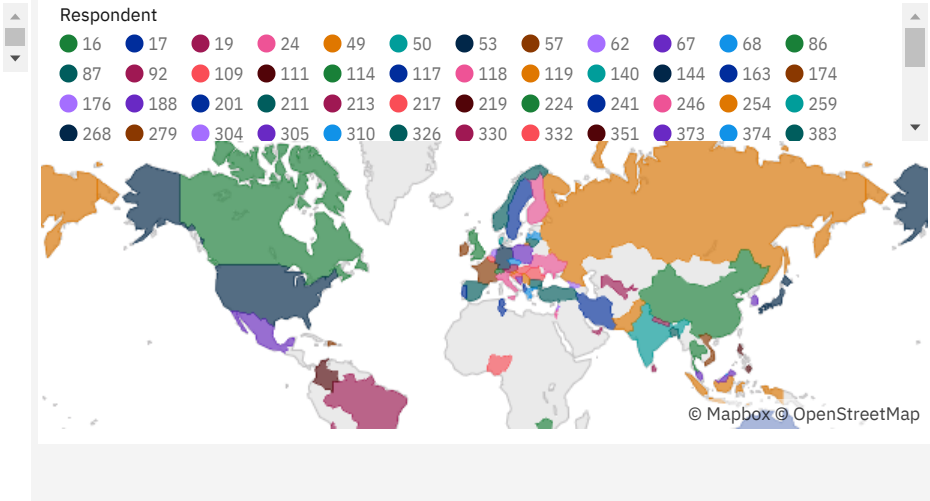 Respondent
16 17 19 24 49 50 53 57 62 67 68 86
87 92 109 111 114 117 118 119 140 144 163 174
176 188 201 211 213 217 219 224 241 246 254 259
268 279 304 305 310 326 330 332 351 373 374 383
© Mapbox © OpenStreetMap